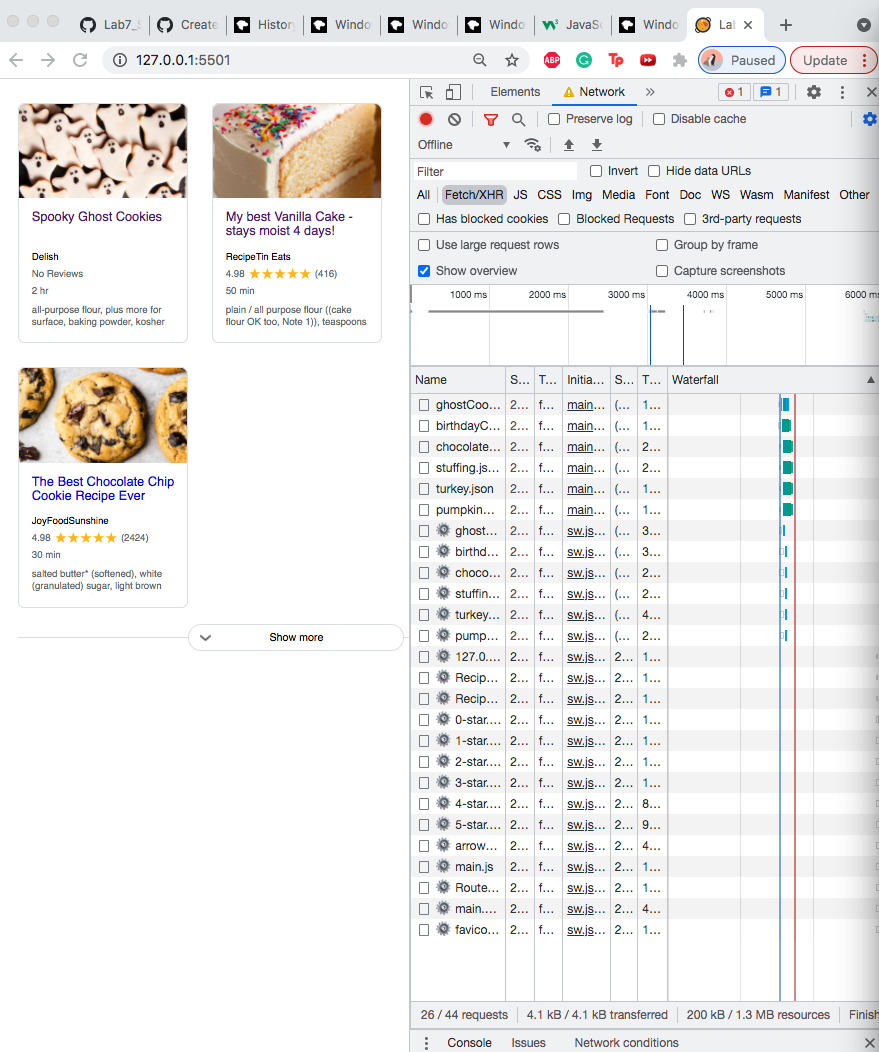 Lab7_
Create
History
Windo
Windo
Windo
JavaSc
Windo
Lab
127.0.0.1:5501
ABP
Tp
Paused
Update
Spooky Ghost Cookies
Delish
No Reviews
2 hr
all-purpose flour, plus more for
surface, baking powder, kosher
My best Vanilla Cake -
stays moist 4 days!
RecipeTin Eats
4.98 ★★★★★ (416)
50 min
plain / all purpose flour ((cake
flour OK too, Note 1)), teaspoons
The Best Chocolate Chip
Cookie Recipe Ever
JoyFoodSunshine
4.98 ★★★★★ (2424)
30 min
salted butter* (softened), white
(granulated) sugar, light brown
Show more
Elements Network » 1 1
Preserve log Disable cache
Offline
Filter Invert Hide data URLs
All Fetch/XHR JS CSS Img Media Font Doc WS Wasm Manifest Other
Has blocked cookies Blocked Requests 3rd-party requests
Use large request rows Group by frame
Show overview Capture screenshots
1000 ms 2000 ms 3000 ms 4000 ms 5000 ms 6000 ms
Name S... T... Initia... S... T... Waterfall
ghostCoo... 2... f... main... (... 1...
birthdayC... 2... f... main... (... 1...
chocolate... 2... f... main... (... 2...
stuffing.js... 2... f... main... (... 2...
turkey.json 2... f... main... (... 1...
pumpkin... 2... f... main... (... 1...
ghost... 2... f... sw.js... (... 3...
birthd... 2... f... sw.js... (... 3...
choco... 2... f... sw.js... (... 2...
stuffin... 2... f... sw.js... (... 2...
turkey... 2... f... sw.js... (... 4...
pump... 2... f... sw.js... (... 2...
127.0.... 2... f... sw.js... 2... 1...
Recip... 2... f... sw.js... 2... 1...
Recip... 2... f... sw.js... 2... 1...
0-star.... 2... f... sw.js... 2... 1...
1-star.... 2... f... sw.js... 2... 1...
2-star.... 2... f... sw.js... 2... 1...
3-star.... 2... f... sw.js... 2... 1...
4-star.... 2... f... sw.js... 2... 8...
5-star.... 2... f... sw.js... 2... 9...
arrow... 2... f... sw.js... 2... 4...
main.js 2... f... sw.js... 2... 1...
Route... 2... f... sw.js... 2... 1...
main.... 2... f... sw.js... 2... 4...
favico... 2... f... sw.js... 2... 1...
26 / 44 requests 4.1 kB / 4.1 kB transferred 200 kB / 1.3 MB resources Finish
Console Issues Network conditions